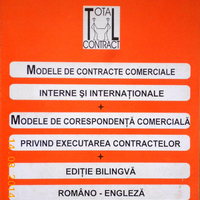 TOTAL
CONTRACT
MODELE DE CONTRACTE COMERCIALE
INTERNE ȘI INTERNAȚIONALE
+
MODELE DE CORESPONDENȚĂ COMERCIALĂ
PRIVIND EXECUTAREA CONTRACTELOR
+
EDIȚIE BILINGVĂ
ROMÂNO - ENGLEZĂ